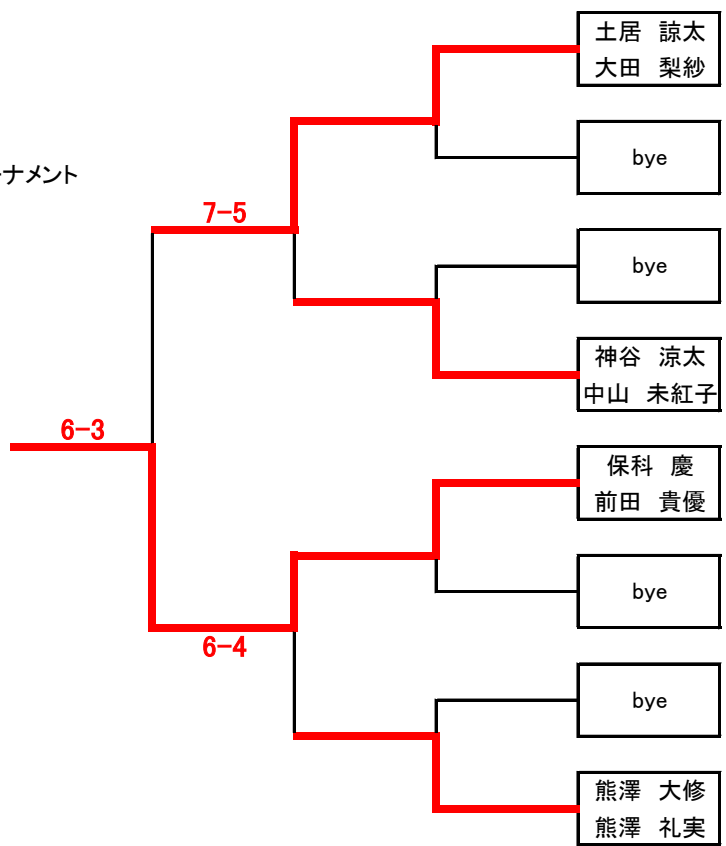 土居　諒太
大田　梨紗
bye
ーナメント
7-5
bye
神谷　涼太
中山　未紅子
6-3
保科　慶
前田　貴優
bye
6-4
bye
熊澤　大修
熊澤　礼実